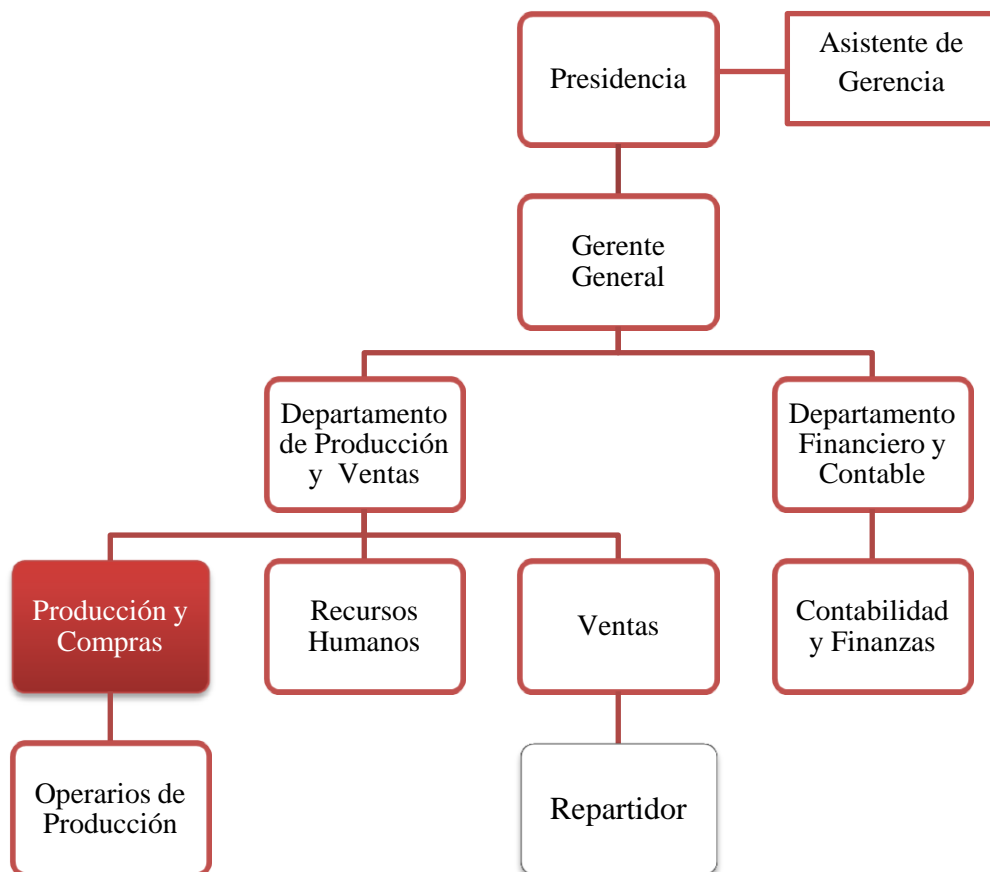 Presidencia
Asistente de
Gerencia
Gerente
General
Departamento
de Producción
y Ventas
Departamento
Financiero y
Contable
Producción y
Compras
Recursos
Humanos
Ventas
Contabilidad
y Finanzas
Operarios de
Producción
Repartidor